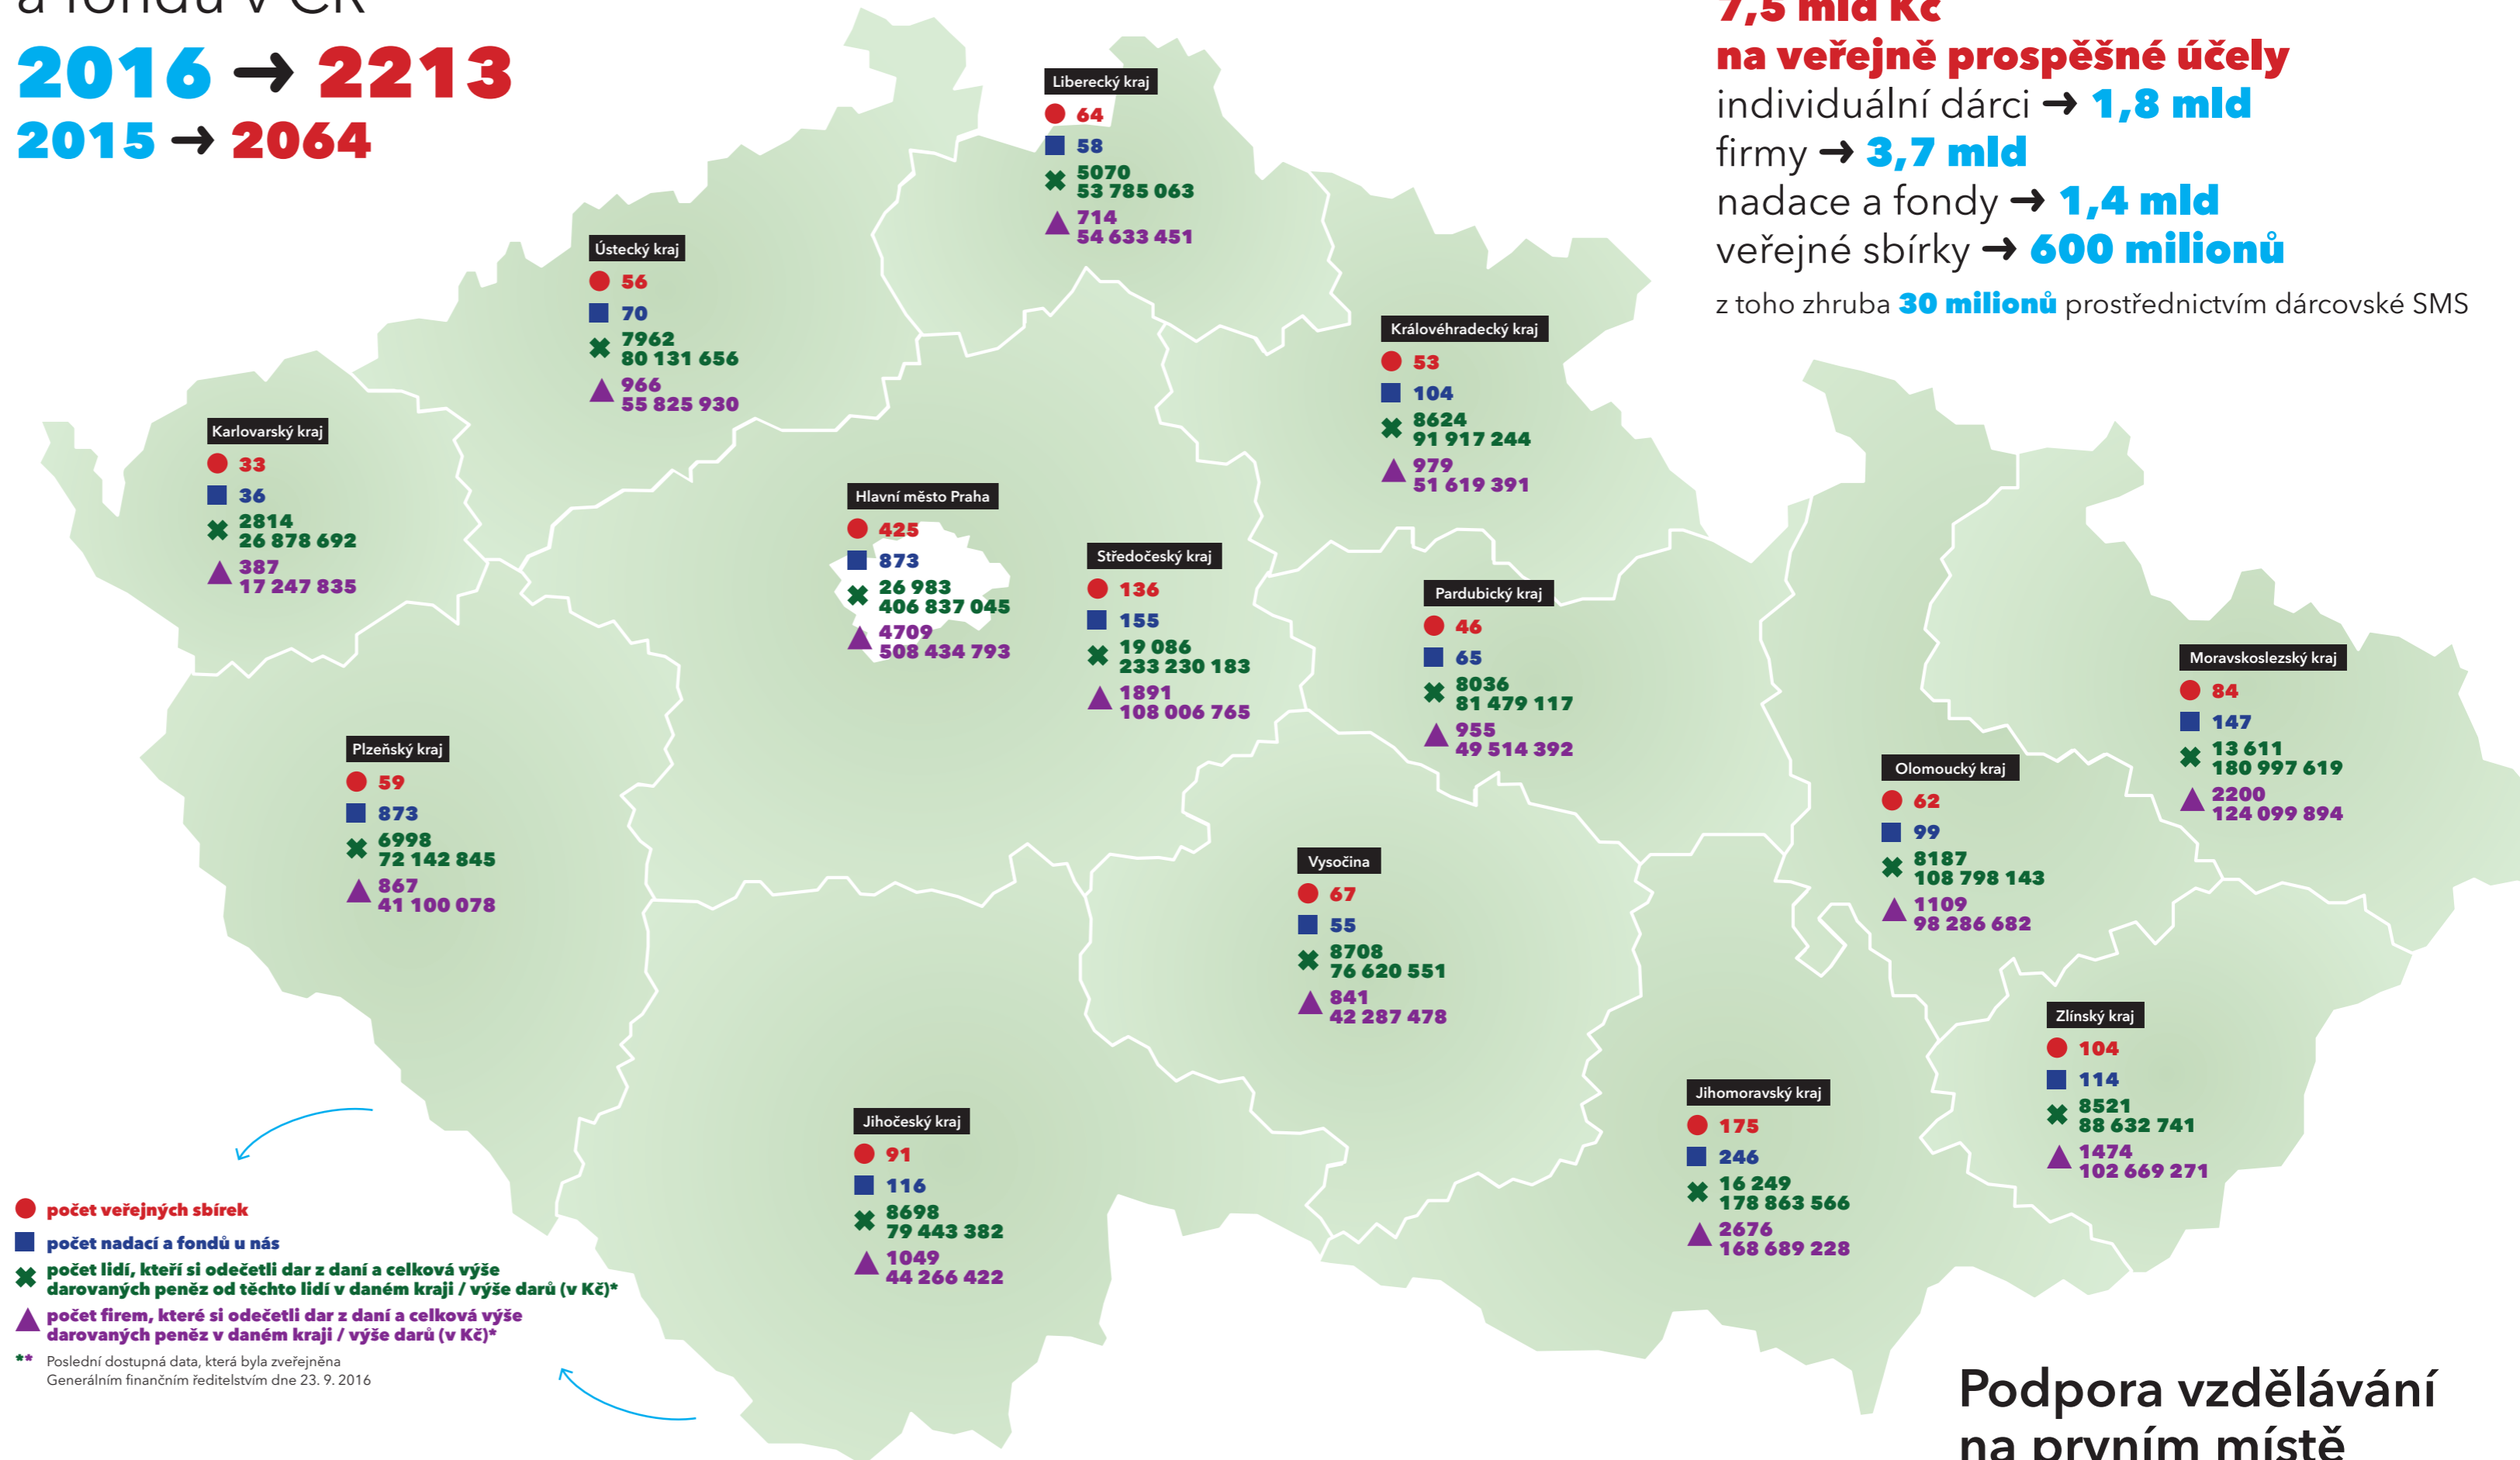 a fondů v ČR
2016 → 2213
2015 → 2064
7,5 mld Kč
na veřejně prospěšné účely
individuální dárci → 1,8 mld
firmy → 3,7 mld
nadace a fondy → 1,4 mld
veřejné sbírky → 600 milionů
z toho zhruba 30 milionů prostřednictvím dárcovské SMS
Liberecký kraj
64
58
5070
53 785 063
714
54 633 451
Ústecký kraj
56
70
7962
80 131 656
966
55 825 930
Královéhradecký kraj
53
104
8624
91 917 244
979
51 619 391
Karlovarský kraj
33
36
2814
26 878 692
387
17 247 835
Hlavní město Praha
425
873
26 983
406 837 045
4709
508 434 793
Středočeský kraj
136
155
19 086
233 230 183
1891
108 006 765
Pardubický kraj
46
65
8036
81 479 117
955
49 514 392
Moravskoslezský kraj
84
147
13 611
180 997 619
2200
124 099 894
Plzeňský kraj
59
873
6998
72 142 845
867
41 100 078
Olomoucký kraj
62
99
8187
108 798 143
1109
98 286 682
Vysočina
67
55
8708
76 620 551
841
42 287 478
Zlínský kraj
104
114
8521
88 632 741
1474
102 669 271
Jihomoravský kraj
175
246
16 249
178 863 566
2676
168 689 228
Jihočeský kraj
91
116
8698
79 443 382
1049
44 266 422
počet veřejných sbírek
počet nadací a fondů u nás
počet lidí, kteří si odečetli dar z daní a celková výše
darovaných peněz od těchto lidí v daném kraji / výše darů (v Kč)*
počet firem, které si odečetli dar z daní a celková výše
darovaných peněz v daném kraji / výše darů (v Kč)*
** Poslední dostupná data, která byla zveřejněna
Generálním finančním ředitelstvím dne 23. 9. 2016
Podpora vzdělávání
na prvním místě